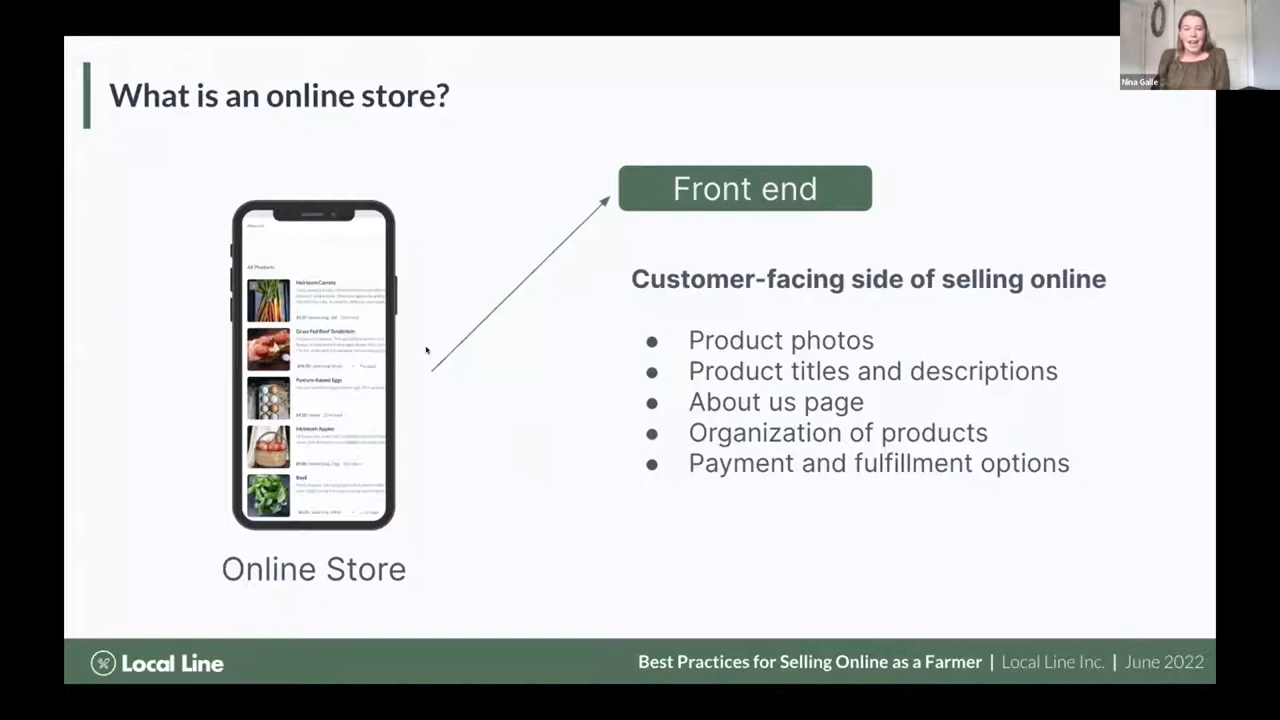 Nina Galle
What is an online store?
Front end
Customer-facing side of selling online
● Product photos
● Product titles and descriptions
● About us page
● Organization of products
● Payment and fulfillment options
All Products
Heirloom Carrots
Grass Fed Beef Tenderloin
Pasture-Raised Eggs
McIntosh Apples
Basil
Online Store
Local Line
Best Practices for Selling Online as a Farmer | Local Line Inc. | June 2022